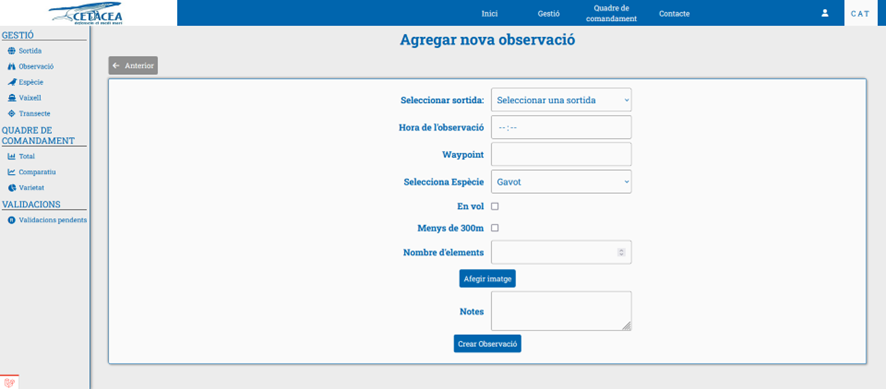 CETÀCEA
Inici
Gestió
Quadre de
comandament
Contacte
CAT
GESTIÓ
Sortida
Observació
Espècie
Vaixell
Transecte
QUADRE DE
COMANDAMENT
Total
Comparatiu
Varietat
VALIDACIONS
Validacions pendents
Agregar nova observació
Anterior
Seleccionar sortida:
Seleccionar una sortida
Hora de l'observació
--:--
Waypoint
Selecciona Espècie
Gavot
En vol
Menys de 300m
Nombre d'elements
Afegir imatge
Notes
Crear Observació